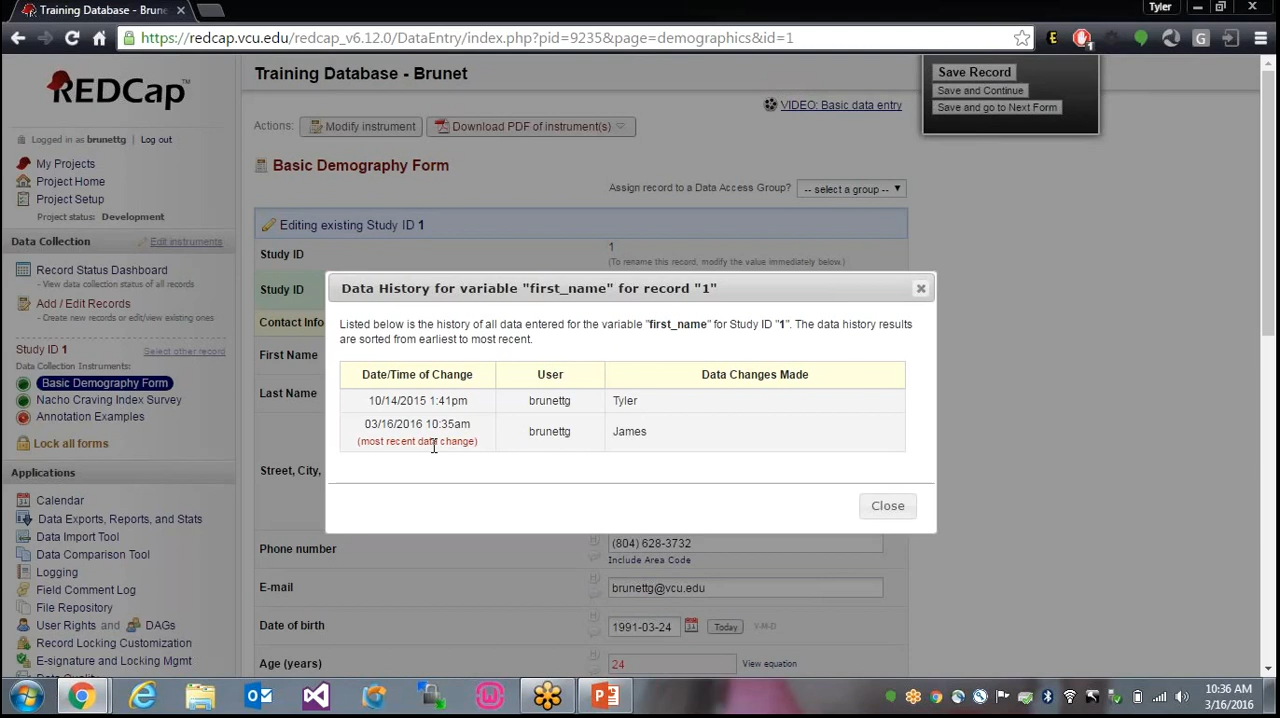 Training Database - Brune
Tyler
https://redcap.vcu.edu/redcap_v6.12.0/DataEntry/index.php?pid=9235&page=demographics&id=1
1
REDCap
Logged in as brunettg Log out
My Projects
Project Home
Project Setup
Project status: Development
Data Collection Edit instruments
Record Status Dashboard
- View data collection status of all records
Add / Edit Records
- Create new records or edit/view existing ones
Study ID 1 Select other record
Data Collection Instruments:
Basic Demography Form
Nacho Craving Index Survey
Annotation Examples
Lock all forms
Applications
Calendar
Data Exports, Reports, and Stats
Data Import Tool
Data Comparison Tool
Logging
Field Comment Log
File Repository
User Rights and DAGs
Record Locking Customization
E-signature and Locking Mgmt
Training Database - Brunet
VIDEO: Basic data entry
Actions: Modify instrument Download PDF of instrument(s)
Basic Demography Form
Assign record to a Data Access Group? -- select a group --
Save Record
Save and Continue
Save and go to Next Form
Editing existing Study ID 1
Study ID 1
(To rename this record, modify the value immediately below.)
Study ID
Contact Info
First Name
Last Name
Street, City,
Data History for variable "first_name" for record "1"
Listed below is the history of all data entered for the variable "first_name" for Study ID "1". The data history results
are sorted from earliest to most recent.
Date/Time of Change User Data Changes Made
10/14/2015 1:41pm brunettg Tyler
03/16/2016 10:35am brunettg James
(most recent data change)
Close
Phone number H (804) 628-3732
Include Area Code
E-mail H brunettg@vcu.edu
Date of birth H 1991-03-24 Today Y-M-D
Age (years) H 24 View equation
10:36 AM
3/16/2016